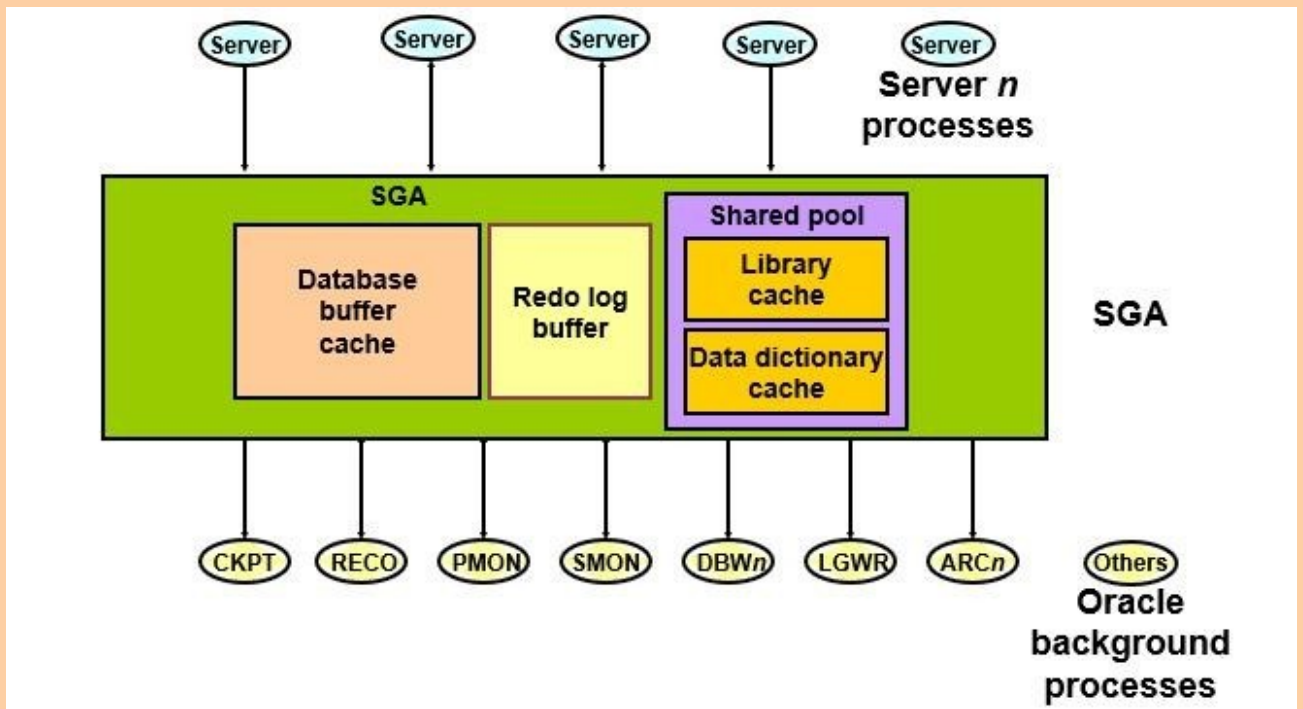 Server
Server
Server
Server
Server
Server n
processes
SGA
Shared pool
Database
buffer
cache
Redo log
buffer
Library
cache
Data dictionary
cache
SGA
CKPT
RECO
PMON
SMON
DBWn
LGWR
ARCn
Others
Oracle
background
processes